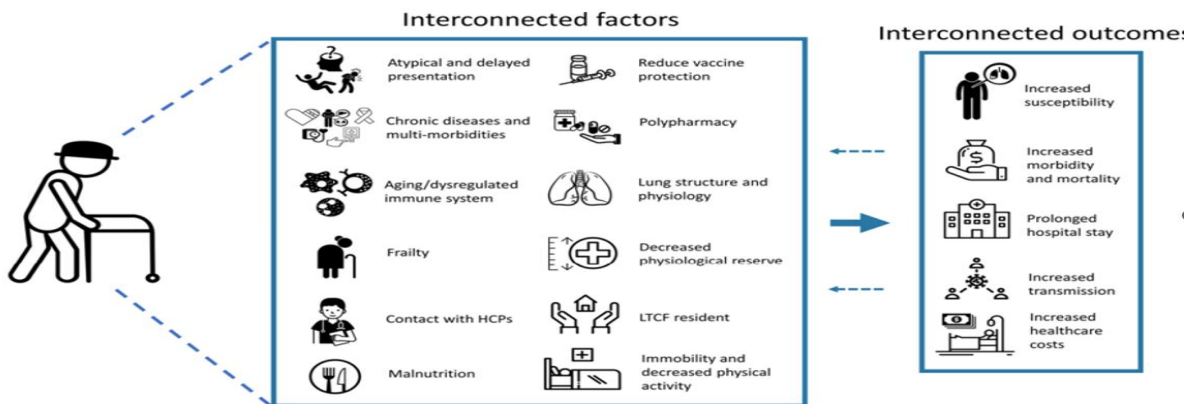 Interconnected factors
Interconnected outcomes
Atypical and delayed
presentation
Reduce vaccine
protection
Chronic diseases and
multi-morbidities
Polypharmacy
Aging/dysregulated
immune system
Lung structure and
physiology
Frailty
Decreased
physiological reserve
Contact with HCPs
LTCF resident
Malnutrition
Immobility and
decreased physical
activity
Increased
susceptibility
Increased
morbidity
and mortality
Prolonged
hospital stay
Increased
transmission
Increased
healthcare
costs